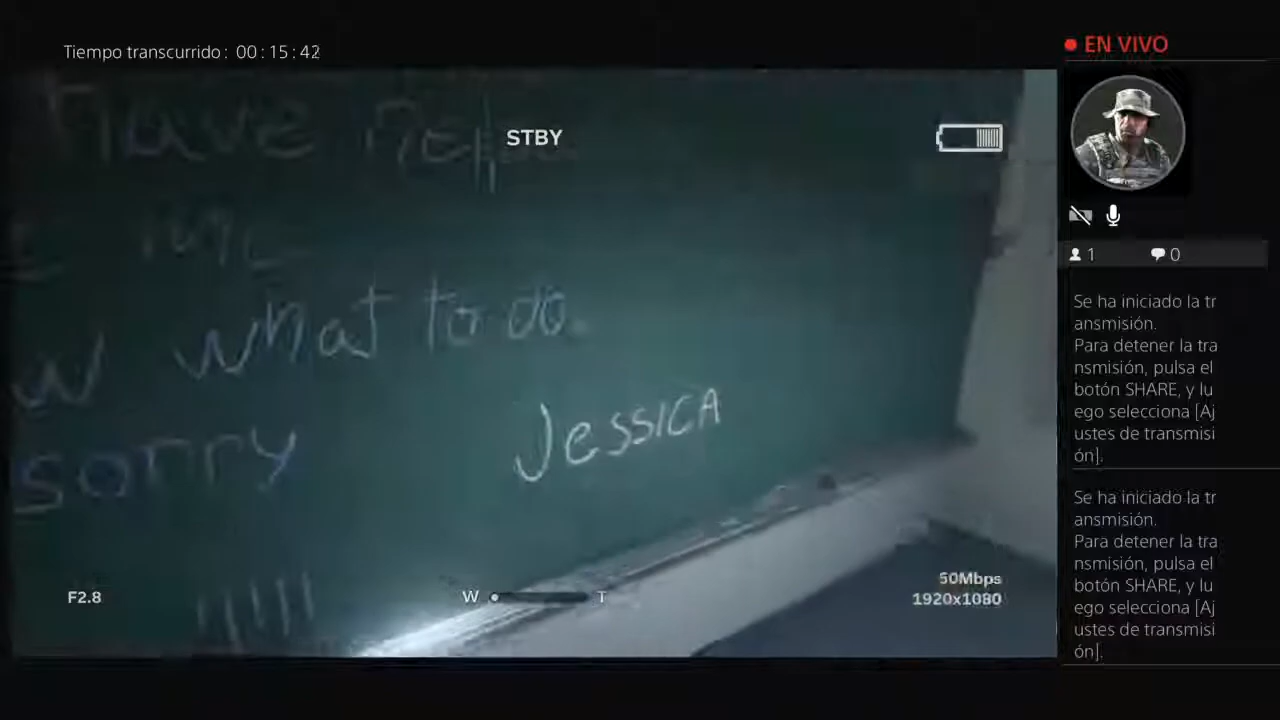 Tiempo transcurrido: 00:15:42
EN VIVO
STBY
have
me
w what to do.
sorry
Jessica
F2.8
W
T
50Mbps
1920x1080
1
0
Se ha iniciado la tr
ansmisión.
Para detener la tra
nsmisión, pulsa el
botón SHARE, y lu
ego selecciona [Aj
ustes de transmisi
ón].
Se ha iniciado la tr
ansmisión.
Para detener la tra
nsmisión, pulsa el
botón SHARE, y lu
ego selecciona [Aj
ustes de transmisi
ón].